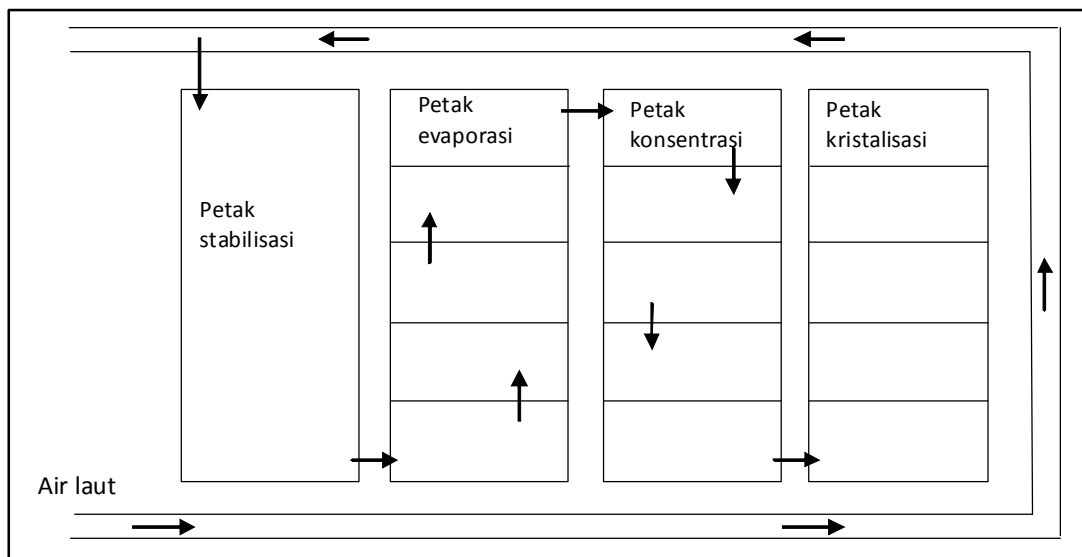 Petak
evaporasi
Petak
konsentrasi
Petak
kristalisasi
Petak
stabilisasi
Air laut